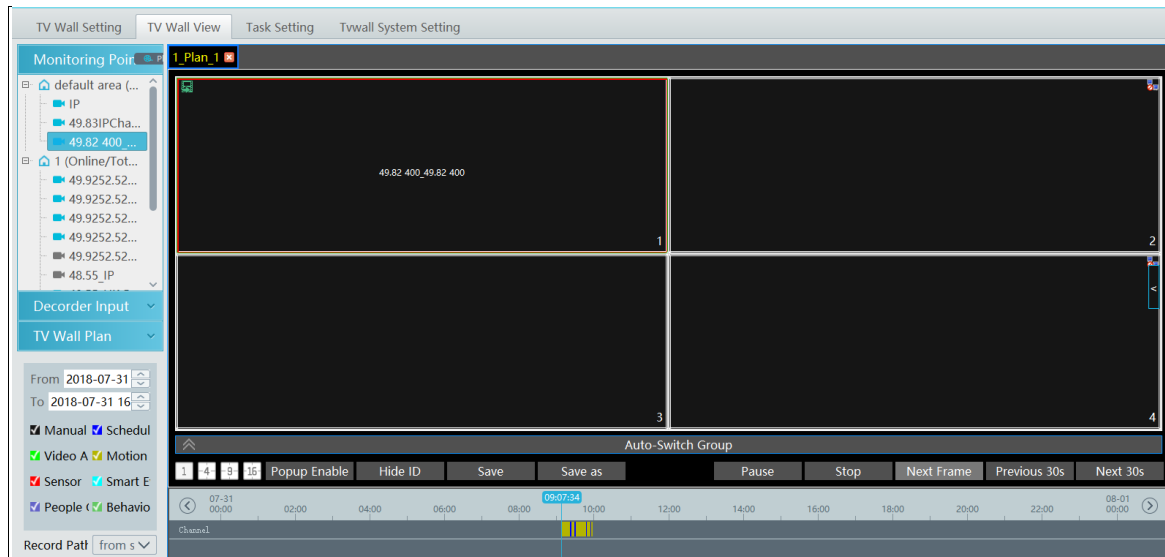 TV Wall Setting TV Wall View Task Setting Tvwall System Setting
Monitoring Poin
1_Plan_1
default area (...
IP
49.83IPCha...
49.82 400_...
1 (Online/Tot...
49.9252.52...
49.9252.52...
49.9252.52...
49.9252.52...
49.9252.52...
48.55_IP
Decorder Input
TV Wall Plan
49.82 400_49.82 400
1
2
3
4
<
From 2018-07-31
To 2018-07-31 16
Manual Schedul
Video A Motion
Sensor Smart E
People ( Behavio
Record Path from s
Auto-Switch Group
1 4 9 16 Popup Enable Hide ID Save Save as Pause Stop Next Frame Previous 30s Next 30s
09:07:34
07-31 08-01
00:00 02:00 04:00 06:00 08:00 10:00 12:00 14:00 16:00 18:00 20:00 22:00 00:00
Channel